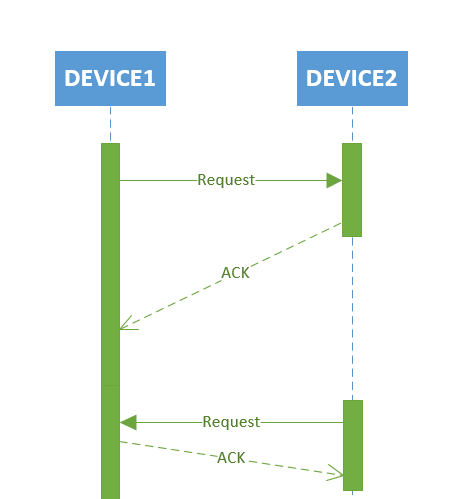 DEVICE1
DEVICE2
Request
ACK
Request
ACK